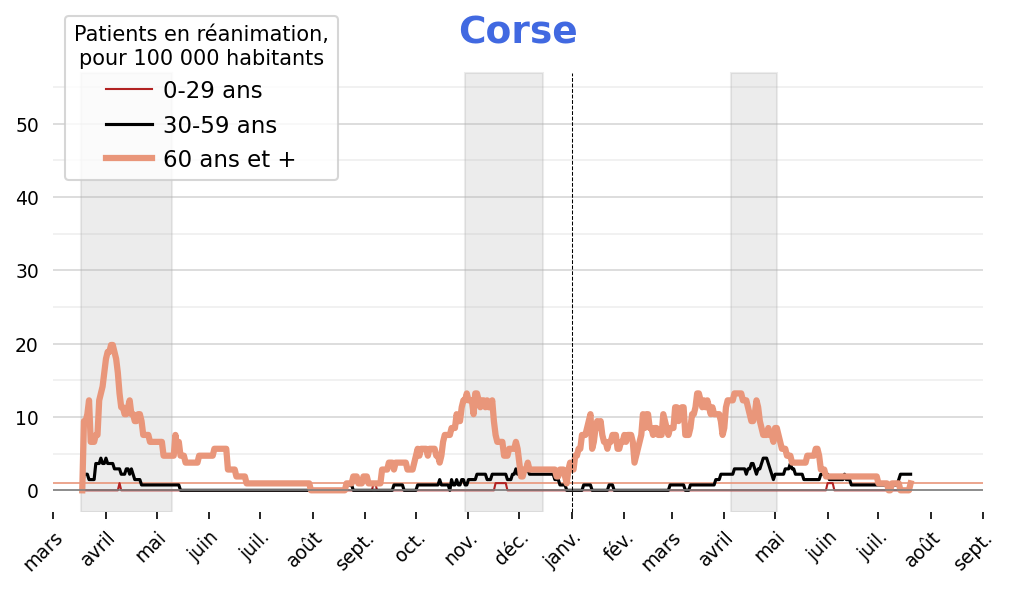 Corse
Patients en réanimation,
pour 100 000 habitants
0-29 ans
30-59 ans
60 ans et +
50
40
30
20
10
0
mars avril mai juin juil. août sept. oct. nov. déc. janv. fév. mars avril mai juin juil. août sept.